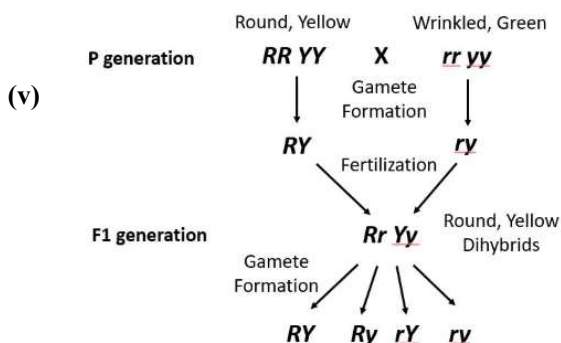 Round, Yellow Wrinkled, Green
P generation RR YY X rr yy
(v)
Gamete
Formation
RY ry
Fertilization
F1 generation Rr Yy Round, Yellow
Dihybrids
Gamete
Formation
RY Ry rY ry